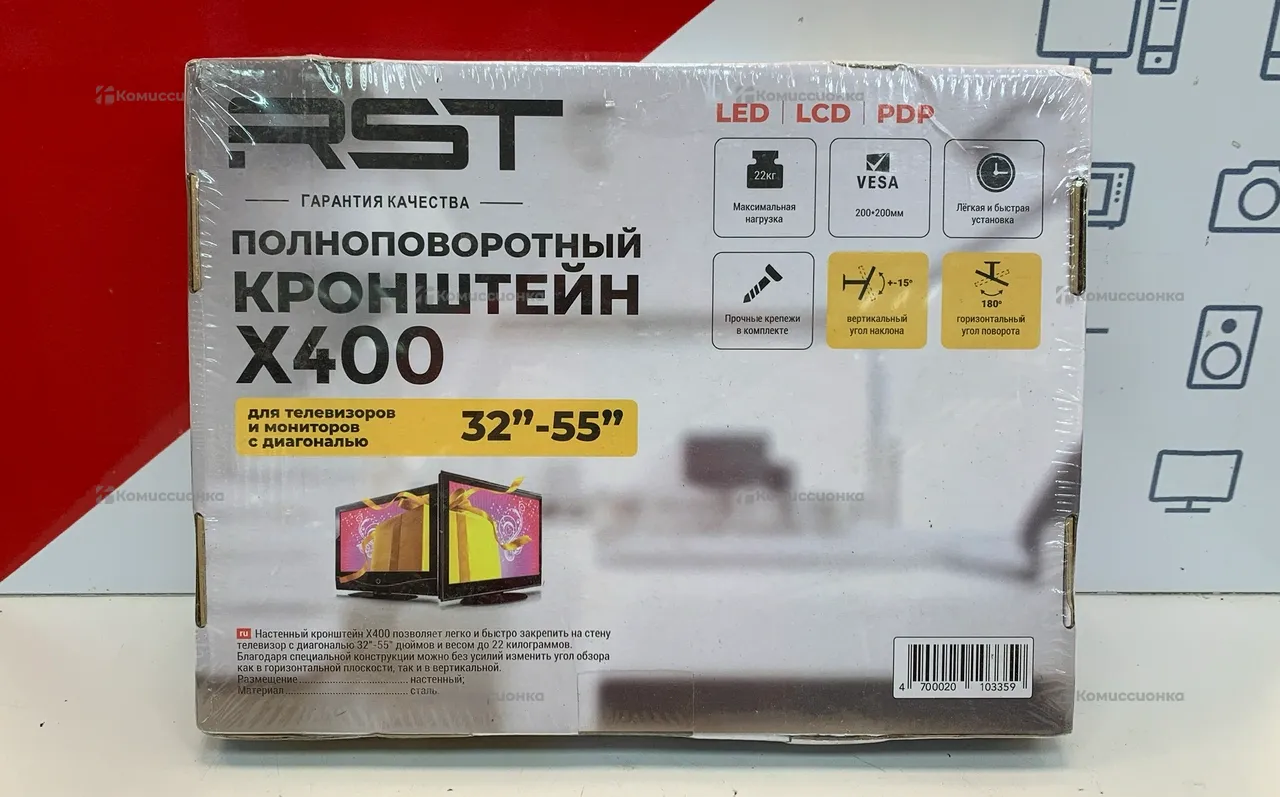 RST
ГАРАНТИЯ КАЧЕСТВА
ПОЛНОПОВОРОТНЫЙ
КРОНШТЕЙН
X400
для телевизоров
и мониторов
с диагональю
32”-55”
LED | LCD | PDP
22кг
Максимальная
нагрузка
VESA
200*200мм
Лёгкая и быстрая
установка
Прочные крепежи
в комплекте
+-15°
вертикальный
угол наклона
180°
горизонтальный
угол поворота
ru Настенный кронштейн X400 позволяет легко и быстро закрепить на стену
телевизор с диагональю 32"-55" дюймов и весом до 22 килограммов.
Благодаря специальной конструкции можно без усилий изменить угол обзора
как в горизонтальной плоскости, так и в вертикальной.
Размещение.......................... настенный;
Материал.............................. сталь.
4 700020 103359
Комиссионка
Комиссионка
Комиссионка
Комиссионка
Комиссионка
Комиссионка
Комиссионка
Комиссионка
Комиссионка